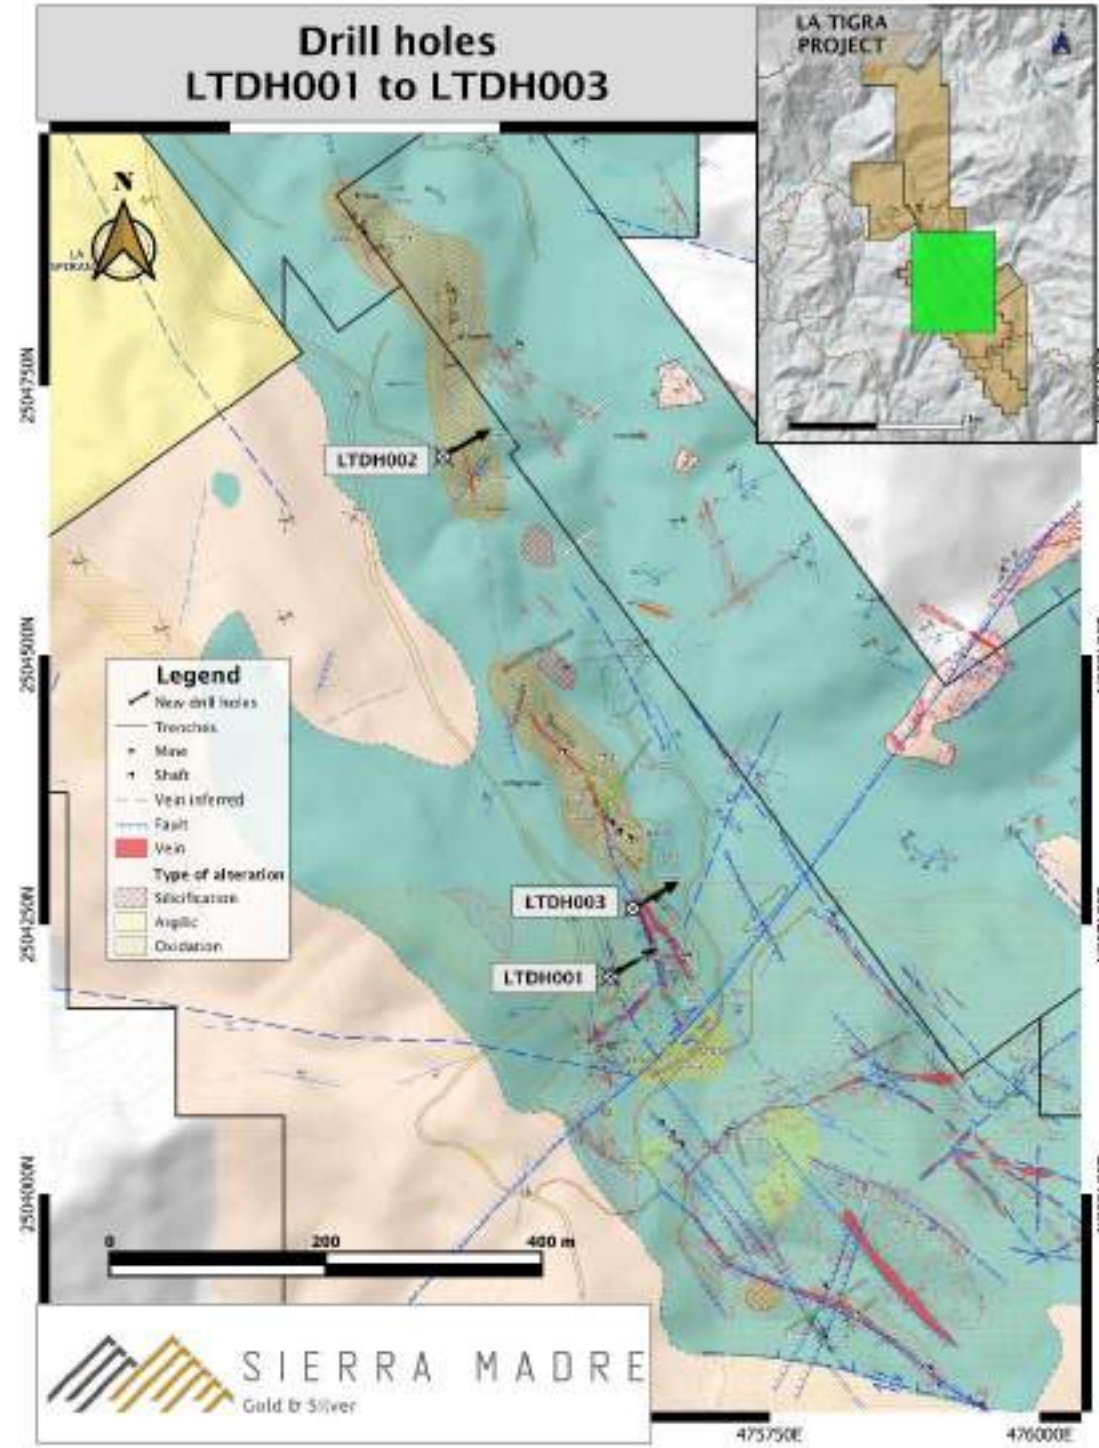 Drill holes
LTDH001 to LTDH003
LA TIGRA
PROJECT
N
LA
2504750N
LTDH002
2504500N
Legend
New drill holes
Trenches
Mine
Shaft
Vein inferred
Fault
Vein
Type of alteration
Silicification
Argilic
Oxidation
LTDH003
2504250N
LTDH001
2504000N
0 200 400 m
SIERRA MADRE
Gold & Silver
475750E 476000E